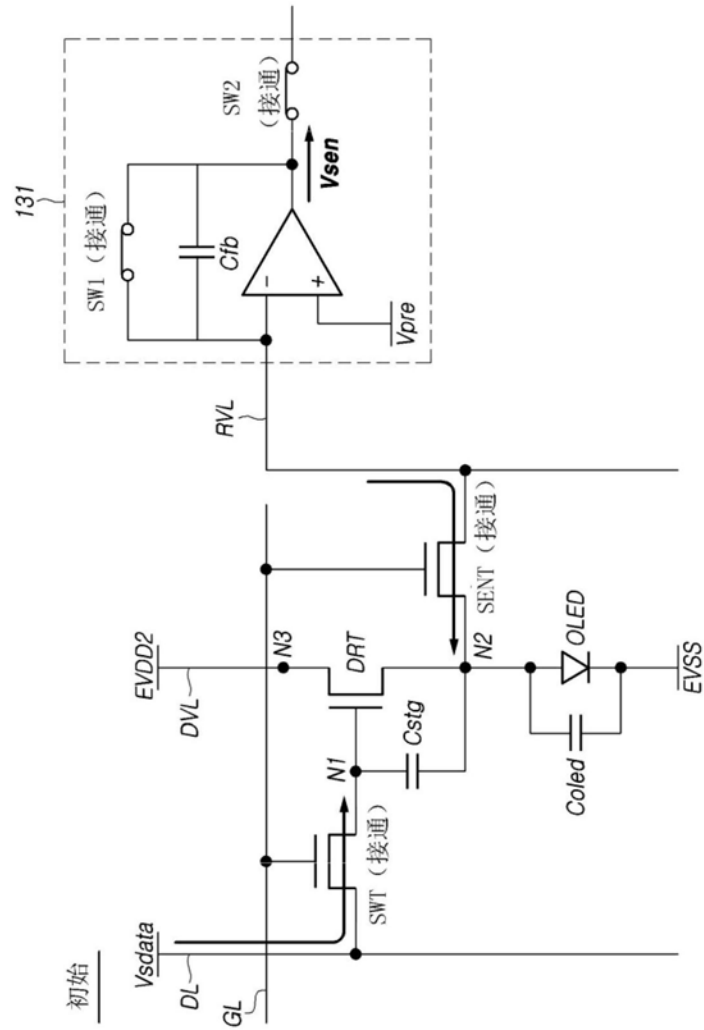 初始
Vsdata
DL
GL
SWT（接通）
N1
Cstg
EVDD2
DVL
N3
DRT
N2
SENT（接通）
OLED
Coled
EVSS
RVL
131
SW1（接通）
Cfb
-
+
Vpre
Vsen
SW2
（接通）